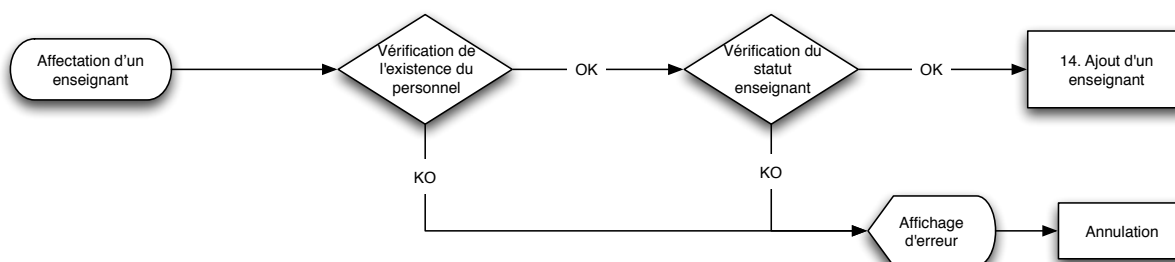 Affectation d'un
enseignant
Vérification de
l'existence du
personnel
OK
Vérification du
statut
enseignant
OK
14. Ajout d'un
enseignant
KO
KO
Affichage
d'erreur
Annulation